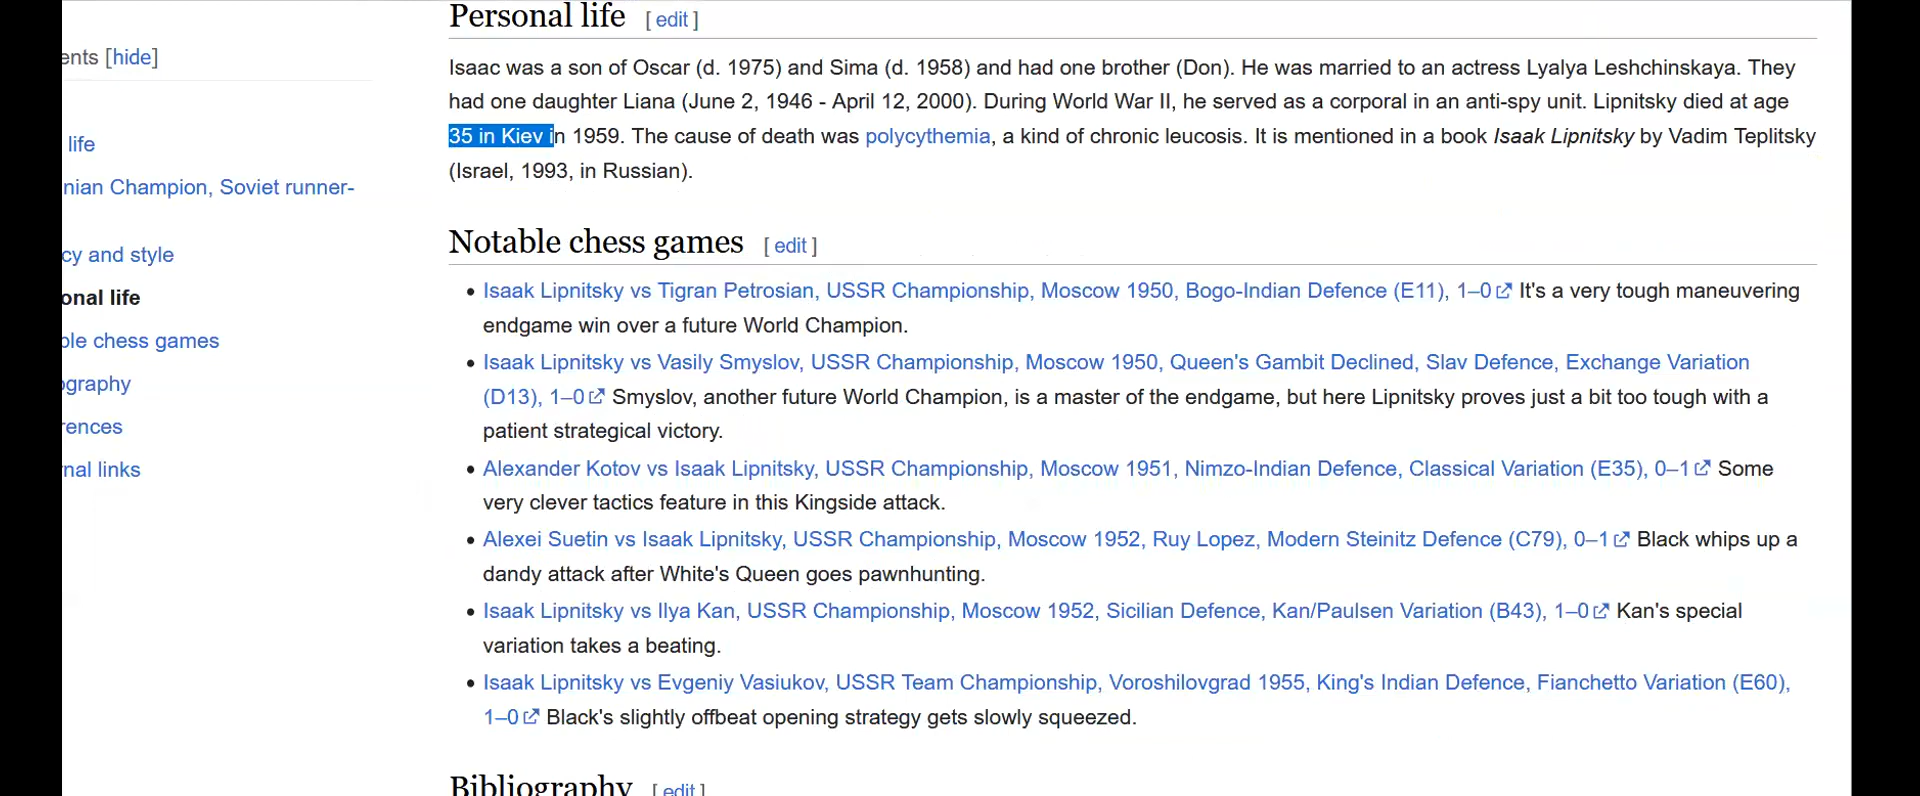 Personal life [ edit ]
ents [hide]
Isaac was a son of Oscar (d. 1975) and Sima (d. 1958) and had one brother (Don). He was married to an actress Lyalya Leshchinskaya. They
had one daughter Liana (June 2, 1946 - April 12, 2000). During World War II, he served as a corporal in an anti-spy unit. Lipnitsky died at age
35 in Kiev in 1959. The cause of death was polycythemia, a kind of chronic leucosis. It is mentioned in a book Isaak Lipnitsky by Vadim Teplitsky
(Israel, 1993, in Russian).
life
nian Champion, Soviet runner-
cy and style
onal life
ble chess games
ography
rences
nal links
Notable chess games [ edit ]
• Isaak Lipnitsky vs Tigran Petrosian, USSR Championship, Moscow 1950, Bogo-Indian Defence (E11), 1–0 It's a very tough maneuvering
endgame win over a future World Champion.
• Isaak Lipnitsky vs Vasily Smyslov, USSR Championship, Moscow 1950, Queen's Gambit Declined, Slav Defence, Exchange Variation
(D13), 1–0 Smyslov, another future World Champion, is a master of the endgame, but here Lipnitsky proves just a bit too tough with a
patient strategical victory.
• Alexander Kotov vs Isaak Lipnitsky, USSR Championship, Moscow 1951, Nimzo-Indian Defence, Classical Variation (E35), 0–1 Some
very clever tactics feature in this Kingside attack.
• Alexei Suetin vs Isaak Lipnitsky, USSR Championship, Moscow 1952, Ruy Lopez, Modern Steinitz Defence (C79), 0–1 Black whips up a
dandy attack after White's Queen goes pawnhunting.
• Isaak Lipnitsky vs Ilya Kan, USSR Championship, Moscow 1952, Sicilian Defence, Kan/Paulsen Variation (B43), 1–0 Kan's special
variation takes a beating.
• Isaak Lipnitsky vs Evgeniy Vasiukov, USSR Team Championship, Voroshilovgrad 1955, King's Indian Defence, Fianchetto Variation (E60),
1–0 Black's slightly offbeat opening strategy gets slowly squeezed.
Bibliography [ edit ]